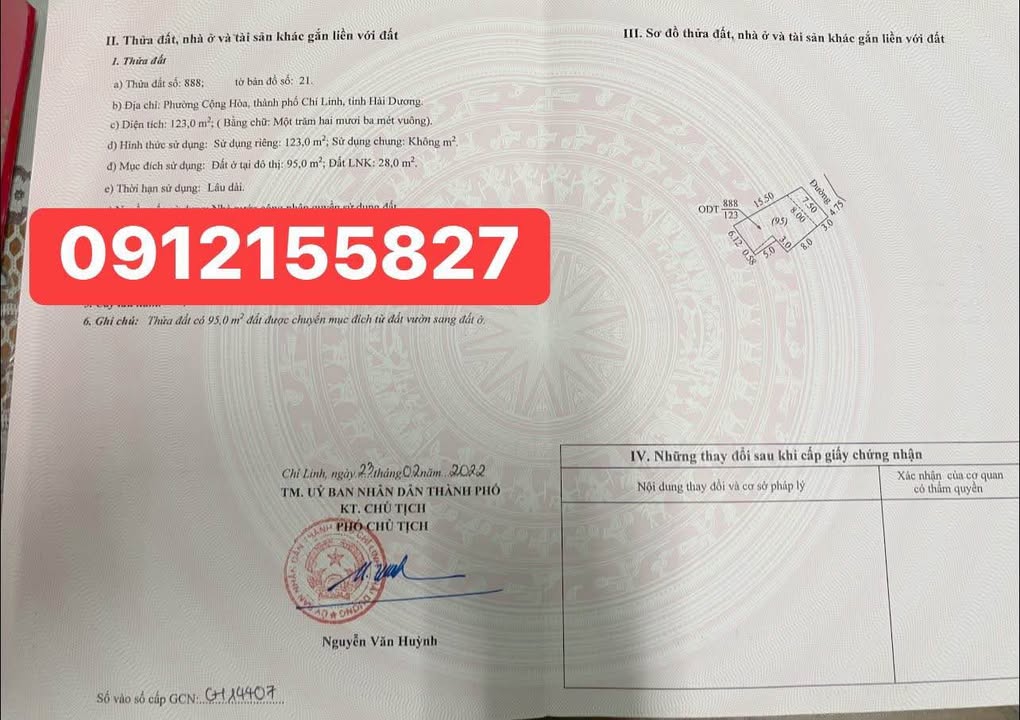 II. Thửa đất, nhà ở và tài sản khác gắn liền với đất
1. Thửa đất
a) Thửa đất số: 888; tờ bản đồ số: 21.
b) Địa chỉ: Phường Cộng Hòa, thành phố Chí Linh, tỉnh Hải Dương.
c) Diện tích: 123,0 m²; ( Bằng chữ: Một trăm hai mươi ba mét vuông).
d) Hình thức sử dụng: Sử dụng riêng: 123,0 m²; Sử dụng chung: Không m².
đ) Mục đích sử dụng: Đất ở tại đô thị: 95,0 m²; Đất LNK: 28,0 m².
e) Thời hạn sử dụng: Lâu dài.
0912155827
6. Ghi chú: Thửa đất có 95,0 m² đất được chuyển mục đích từ đất vườn sang đất ở.
Chí Linh, ngày 23 tháng 02 năm 2022
TM. UỶ BAN NHÂN DÂN THÀNH PHỐ
KT. CHỦ TỊCH
PHÓ CHỦ TỊCH
Nguyễn Văn Huỳnh
Số vào sổ cấp GCN: CH14407
III. Sơ đồ thửa đất, nhà ở và tài sản khác gắn liền với đất
Đường
ODT 888
123
15.50
7.50
4.75
8.00
3.0
(95)
6.12
0.58
5.0
3.0
8.0
IV. Những thay đổi sau khi cấp giấy chứng nhận
Nội dung thay đổi và cơ sở pháp lý
Xác nhận của cơ quan
có thẩm quyền